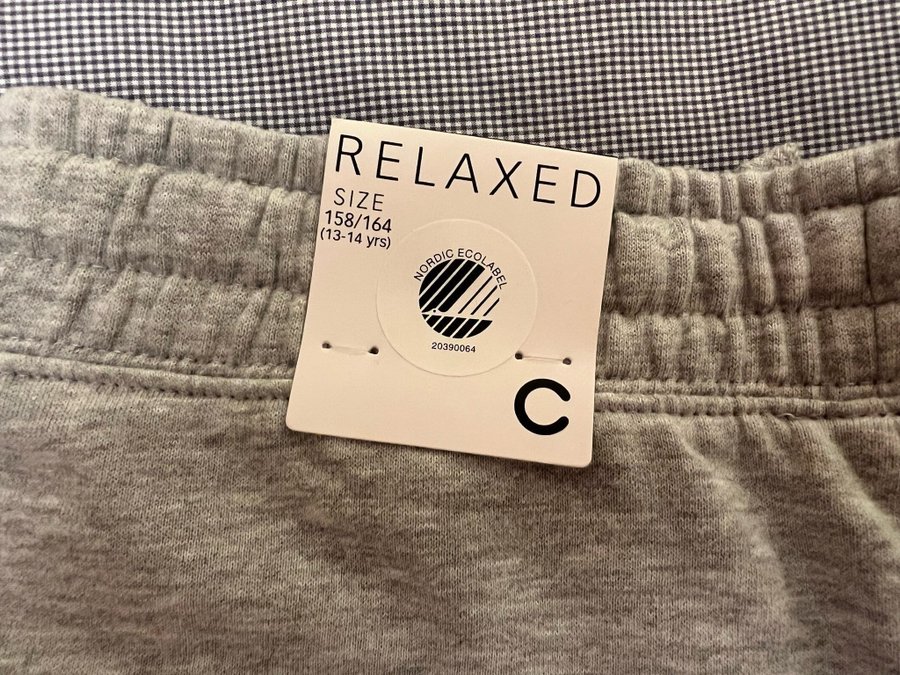 RELAXED
SIZE
158/164
(13-14 yrs)
NORDIC ECOLABEL
20390064
C